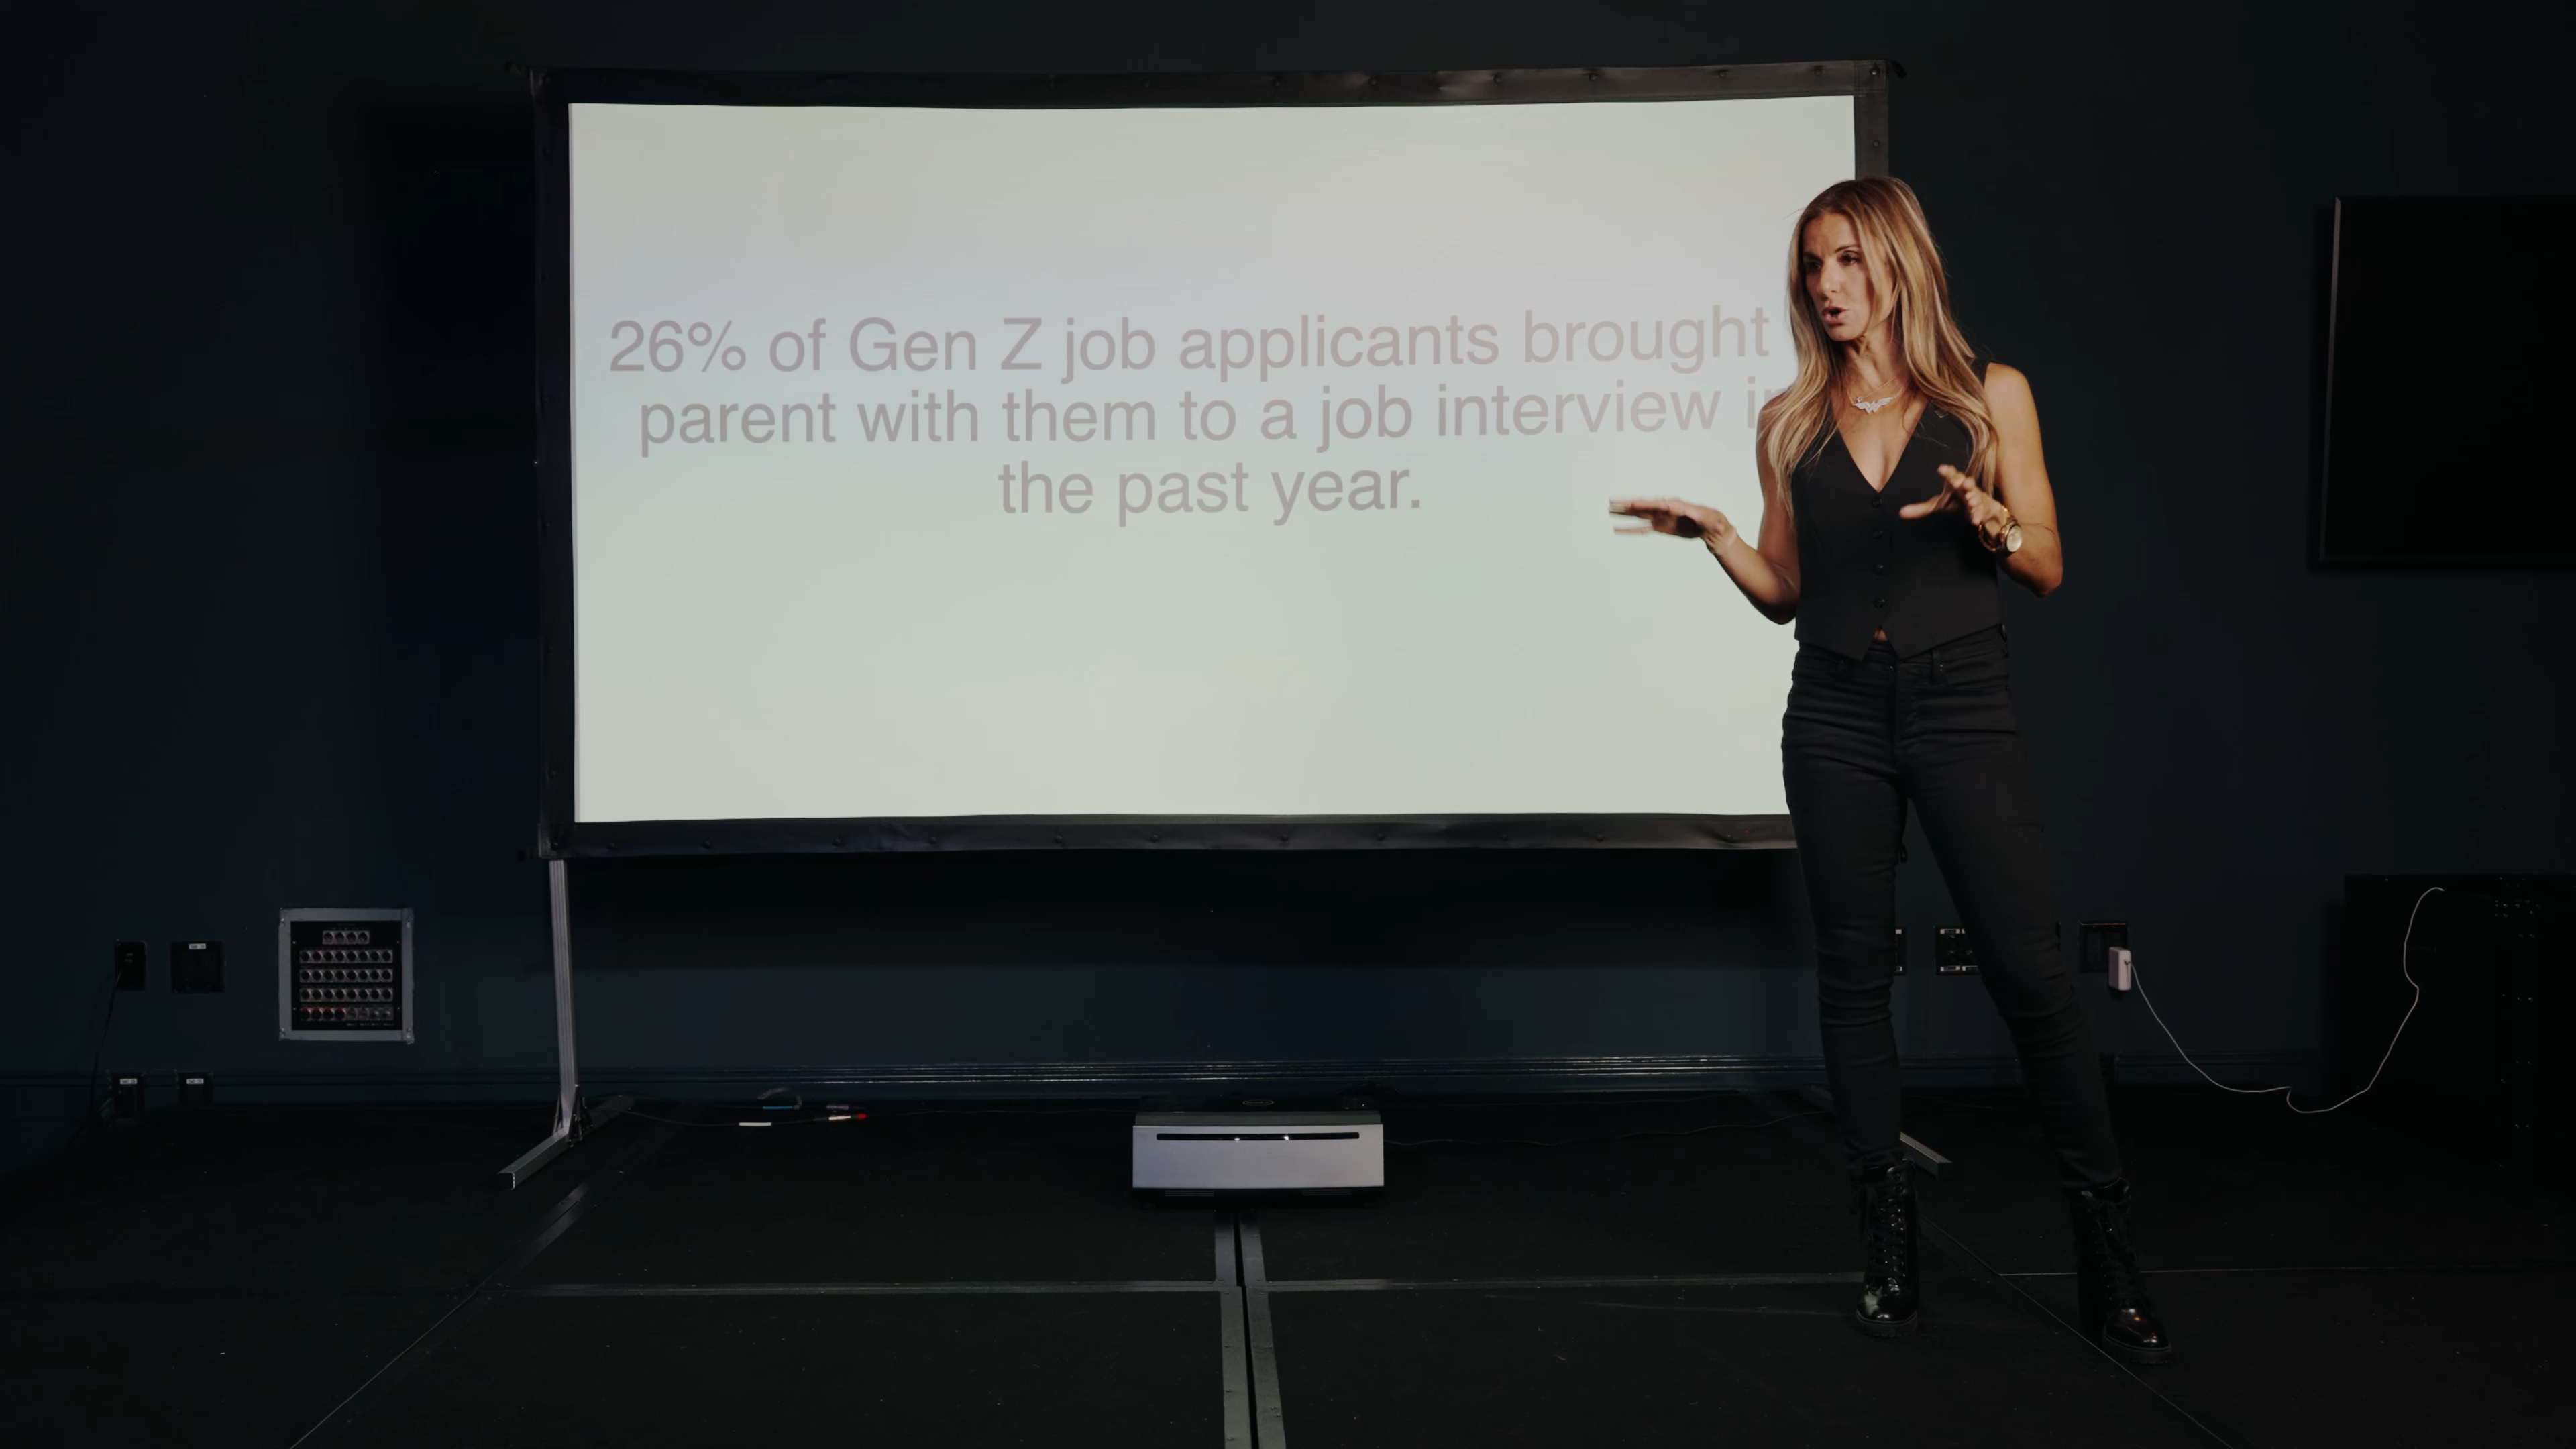 26% of Gen Z job applicants brought
parent with them to a job interview
the past year.